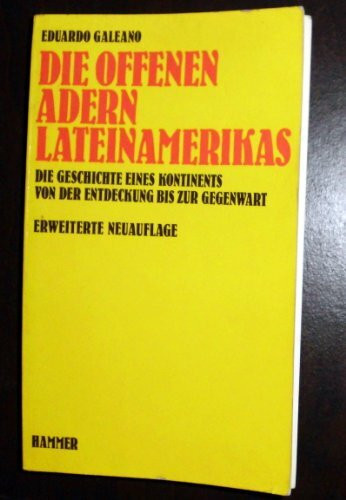 EDUARDO GALEANO
DIE OFFENEN
ADERN
LATEINAMERIKAS
DIE GESCHICHTE EINES KONTINENTS
VON DER ENTDECKUNG BIS ZUR GEGENWART
ERWEITERTE NEUAUFLAGE
HAMMER